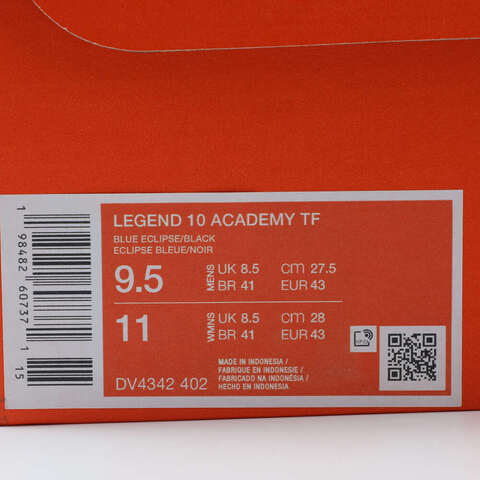 LEGEND 10 ACADEMY TF
BLUE ECLIPSE/BLACK
ECLIPSE BLEUE/NOIR
9.5 MENS UK 8.5 cm 27.5
BR 41 EUR 43
11 WMNS UK 8.5 cm 28
BR 41 EUR 43
MADE IN INDONESIA /
FABRIQUE EN INDONESIE /
FABRICADO NA INDONÉSIA /
HECHO EN INDONESIA
DV4342 402
1 98482 60737 1 15